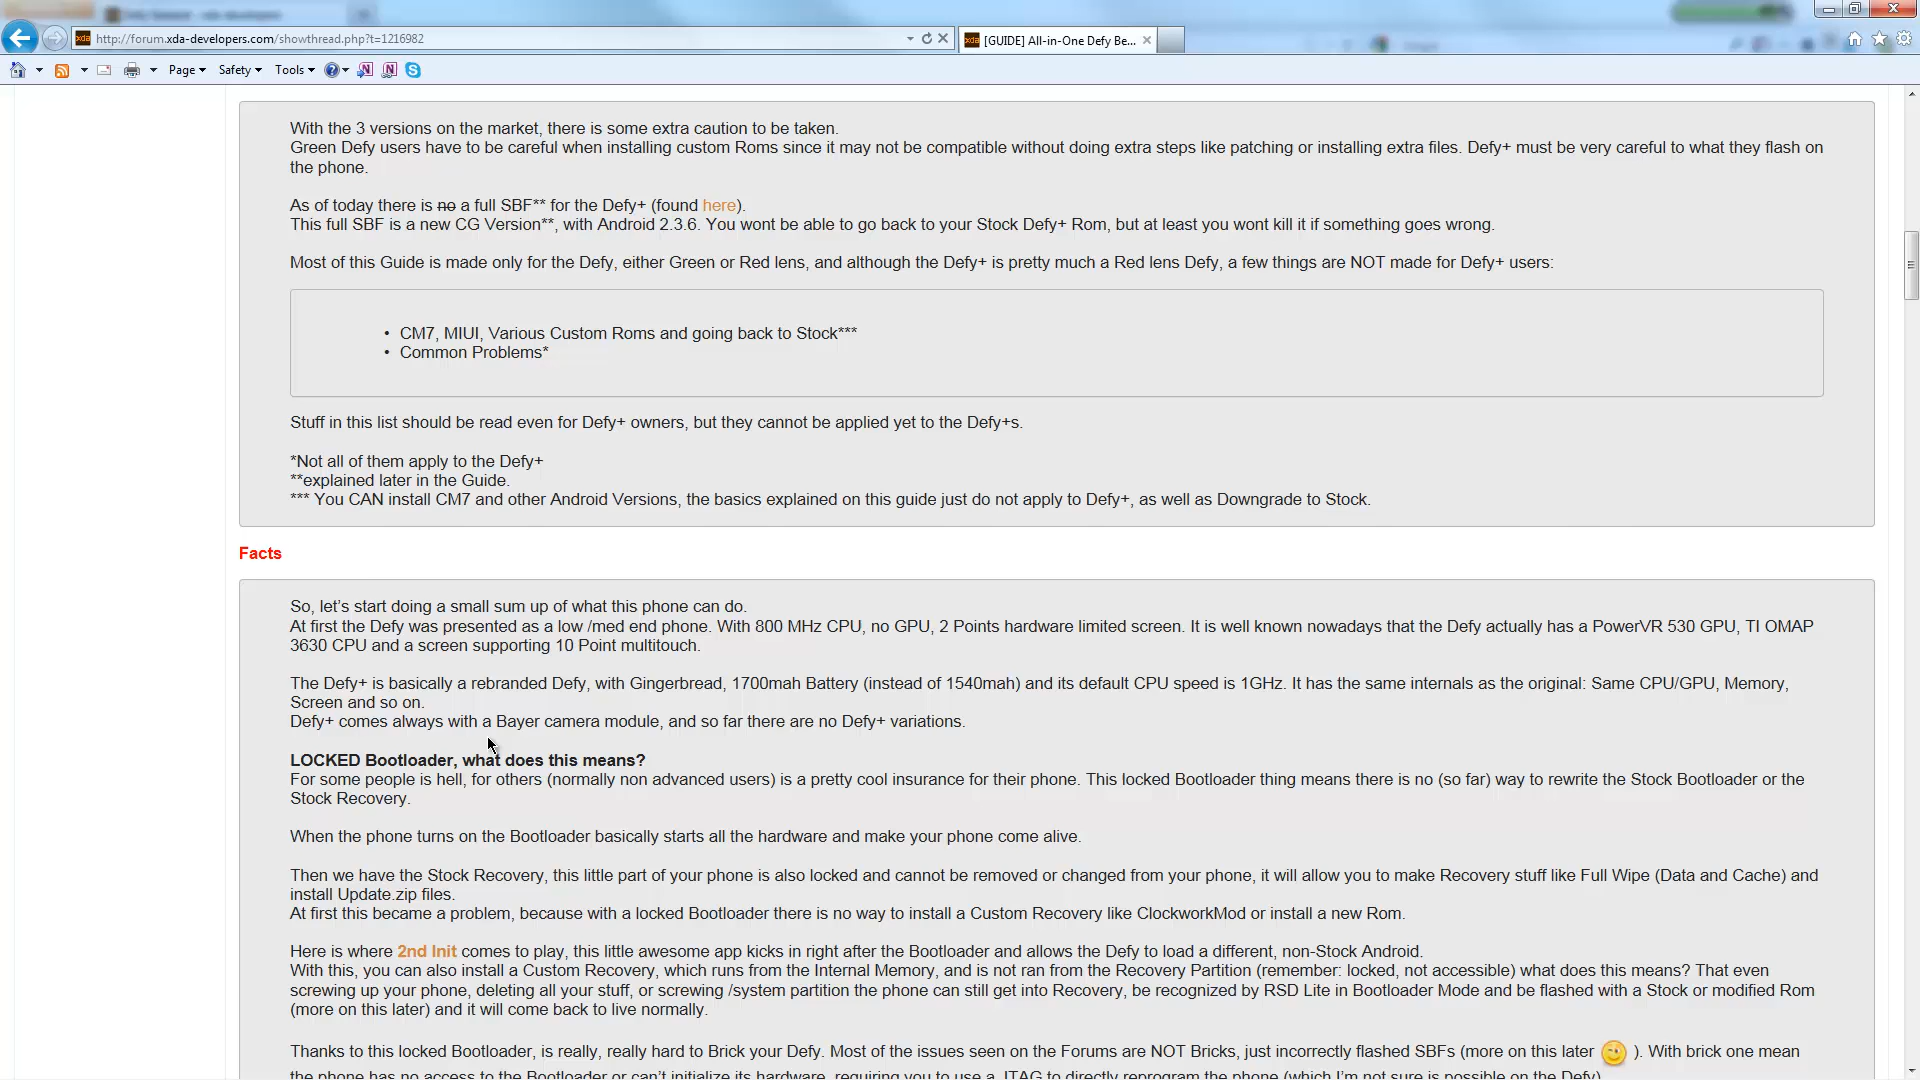 http://forum.xda-developers.com/showthread.php?t=1216982
[GUIDE] All-in-One Defy Be...
Page
Safety
Tools
With the 3 versions on the market, there is some extra caution to be taken.
Green Defy users have to be careful when installing custom Roms since it may not be compatible without doing extra steps like patching or installing extra files. Defy+ must be very careful to what they flash on
the phone.
As of today there is no a full SBF** for the Defy+ (found here).
This full SBF is a new CG Version**, with Android 2.3.6. You wont be able to go back to your Stock Defy+ Rom, but at least you wont kill it if something goes wrong.
Most of this Guide is made only for the Defy, either Green or Red lens, and although the Defy+ is pretty much a Red lens Defy, a few things are NOT made for Defy+ users:
• CM7, MIUI, Various Custom Roms and going back to Stock***
• Common Problems*
Stuff in this list should be read even for Defy+ owners, but they cannot be applied yet to the Defy+s.
*Not all of them apply to the Defy+
**explained later in the Guide.
*** You CAN install CM7 and other Android Versions, the basics explained on this guide just do not apply to Defy+, as well as Downgrade to Stock.
Facts
So, let's start doing a small sum up of what this phone can do.
At first the Defy was presented as a low /med end phone. With 800 MHz CPU, no GPU, 2 Points hardware limited screen. It is well known nowadays that the Defy actually has a PowerVR 530 GPU, TI OMAP
3630 CPU and a screen supporting 10 Point multitouch.
The Defy+ is basically a rebranded Defy, with Gingerbread, 1700mah Battery (instead of 1540mah) and its default CPU speed is 1GHz. It has the same internals as the original: Same CPU/GPU, Memory,
Screen and so on.
Defy+ comes always with a Bayer camera module, and so far there are no Defy+ variations.
LOCKED Bootloader, what does this means?
For some people is hell, for others (normally non advanced users) is a pretty cool insurance for their phone. This locked Bootloader thing means there is no (so far) way to rewrite the Stock Bootloader or the
Stock Recovery.
When the phone turns on the Bootloader basically starts all the hardware and make your phone come alive.
Then we have the Stock Recovery, this little part of your phone is also locked and cannot be removed or changed from your phone, it will allow you to make Recovery stuff like Full Wipe (Data and Cache) and
install Update.zip files.
At first this became a problem, because with a locked Bootloader there is no way to install a Custom Recovery like ClockworkMod or install a new Rom.
Here is where 2nd Init comes to play, this little awesome app kicks in right after the Bootloader and allows the Defy to load a different, non-Stock Android.
With this, you can also install a Custom Recovery, which runs from the Internal Memory, and is not ran from the Recovery Partition (remember: locked, not accessible) what does this means? That even
screwing up your phone, deleting all your stuff, or screwing /system partition the phone can still get into Recovery, be recognized by RSD Lite in Bootloader Mode and be flashed with a Stock or modified Rom
(more on this later) and it will come back to live normally.
Thanks to this locked Bootloader, is really, really hard to Brick your Defy. Most of the issues seen on the Forums are NOT Bricks, just incorrectly flashed SBFs (more on this later ). With brick one mean
the phone has no access to the Bootloader or can't initialize its hardware, requiring you to use a JTAG to directly reprogram the phone (which I'm not sure is possible on the Defy)